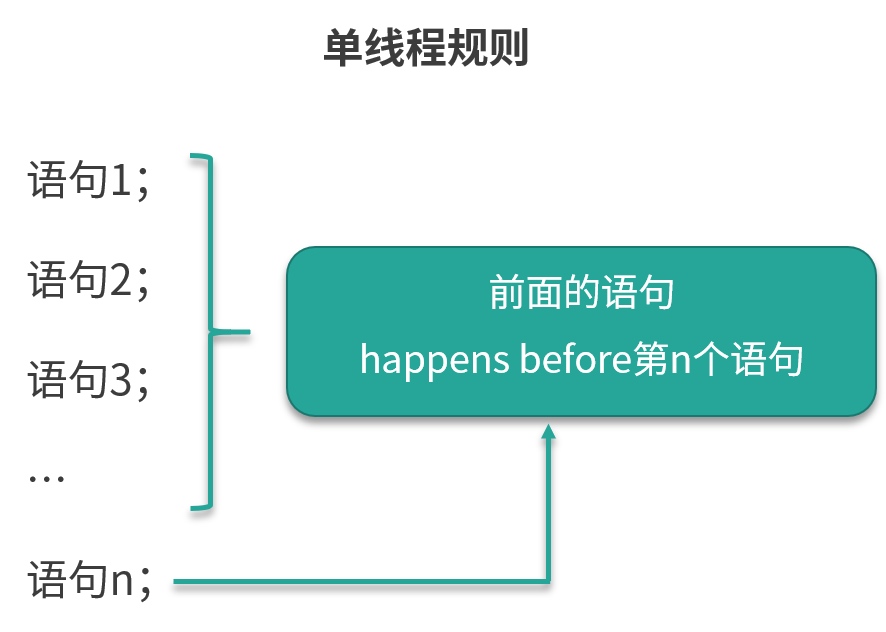 单线程规则
语句1；
语句2；
语句3；
…
语句n；
前面的语句
happens before第n个语句